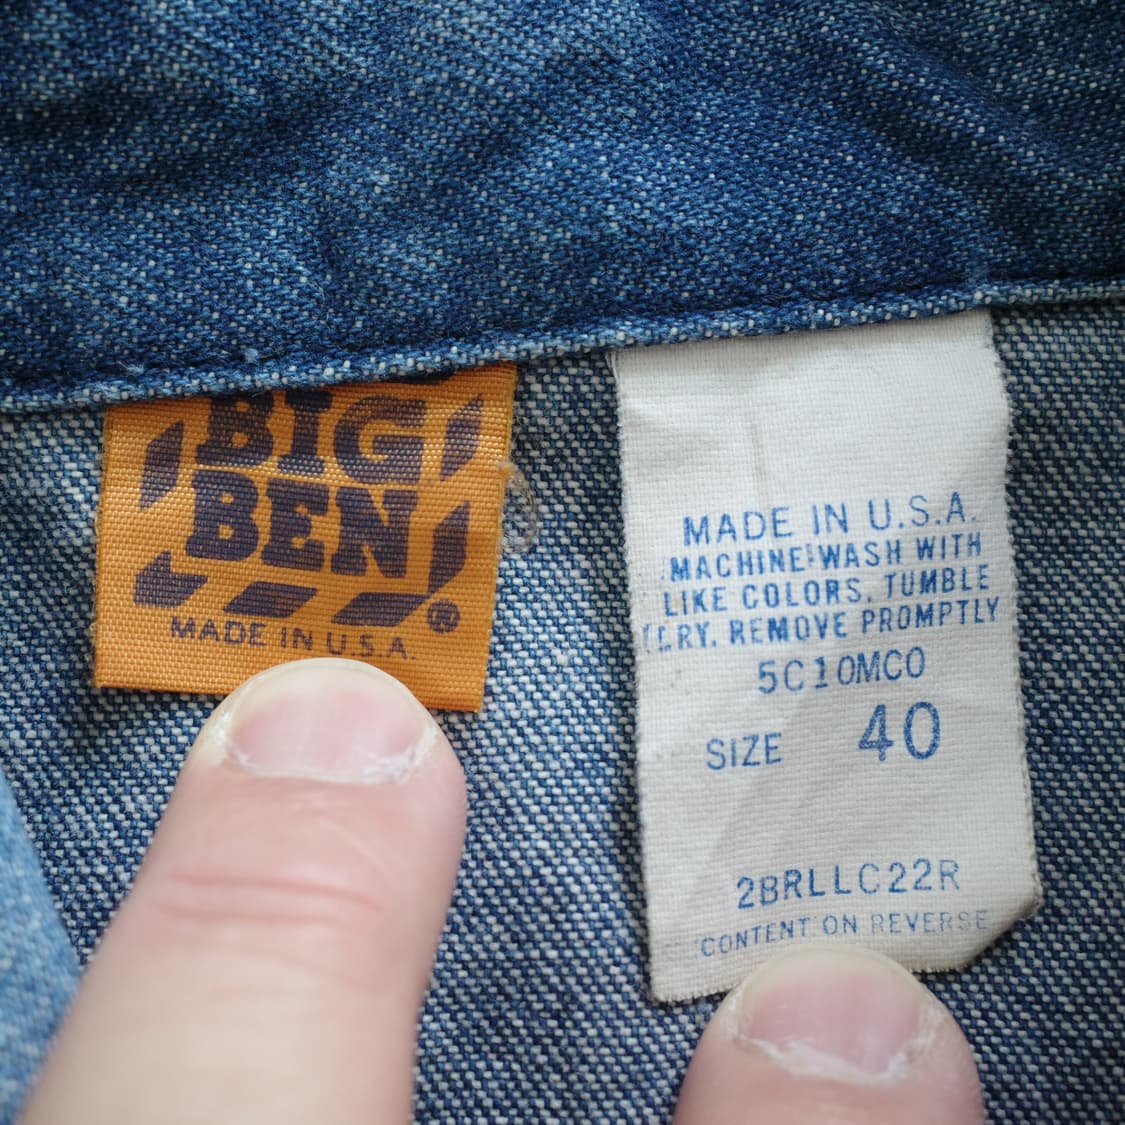 BIG
BEN
®
MADE IN U.S.A.
MADE IN U.S.A.
MACHINE WASH WITH
LIKE COLORS. TUMBLE
DRY. REMOVE PROMPTLY
5C10MCO
SIZE 40
2BRLLC22R
CONTENT ON REVERSE